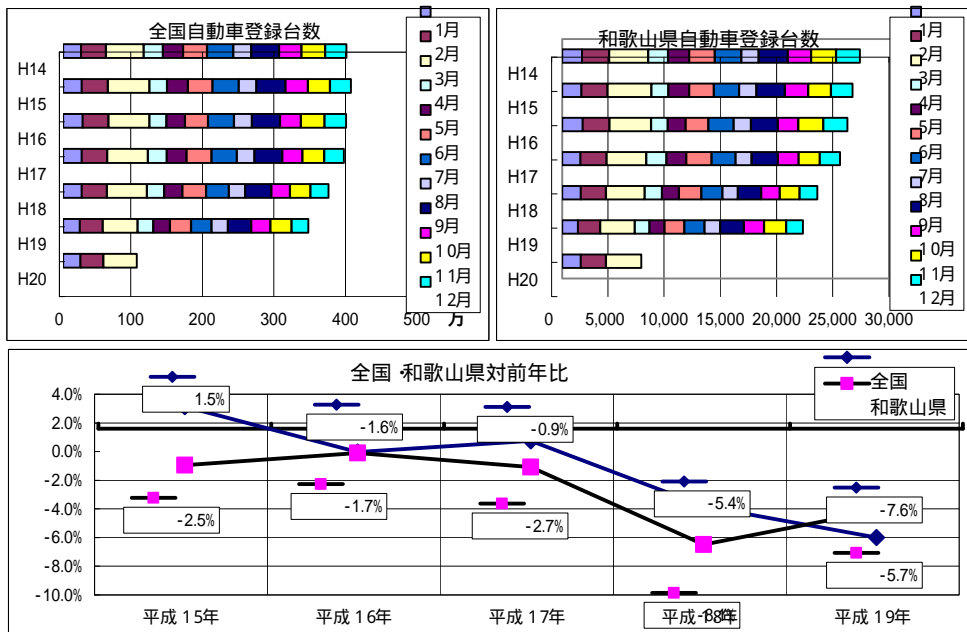 全国自動車登録台数
H14
H15
H16
H17
H18
H19
H20
0
100
200
300
400
500
万
1月
2月
3月
4月
5月
6月
7月
8月
9月
10月
11月
12月
和歌山県自動車登録台数
H14
H15
H16
H17
H18
H19
H20
0
5,000
10,000
15,000
20,000
25,000
30,000
1月
2月
3月
4月
5月
6月
7月
8月
9月
10月
11月
12月
全国・和歌山県対前年比
全国
和歌山県
4.0%
2.0%
0.0%
-2.0%
-4.0%
-6.0%
-8.0%
-10.0%
1.5%
-1.6%
-0.9%
-5.4%
-7.6%
-2.5%
-1.7%
-2.7%
-5.7%
平成 15年
平成 16年
平成 17年
平成 18年
平成 19年